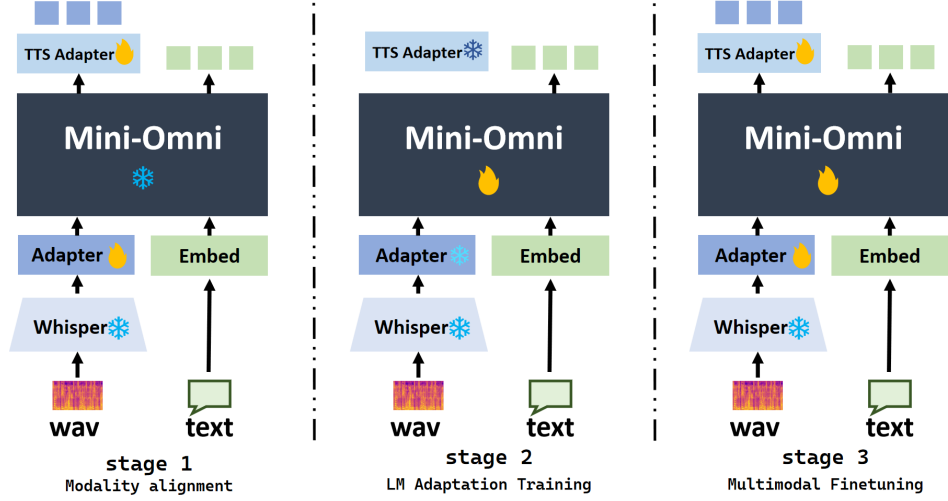 TTS Adapter
Mini-Omni
Adapter
Embed
Whisper
wav
text
stage 1
Modality alignment
TTS Adapter
Mini-Omni
Adapter
Embed
Whisper
wav
text
stage 2
LM Adaptation Training
TTS Adapter
Mini-Omni
Adapter
Embed
Whisper
wav
text
stage 3
Multimodal Finetuning